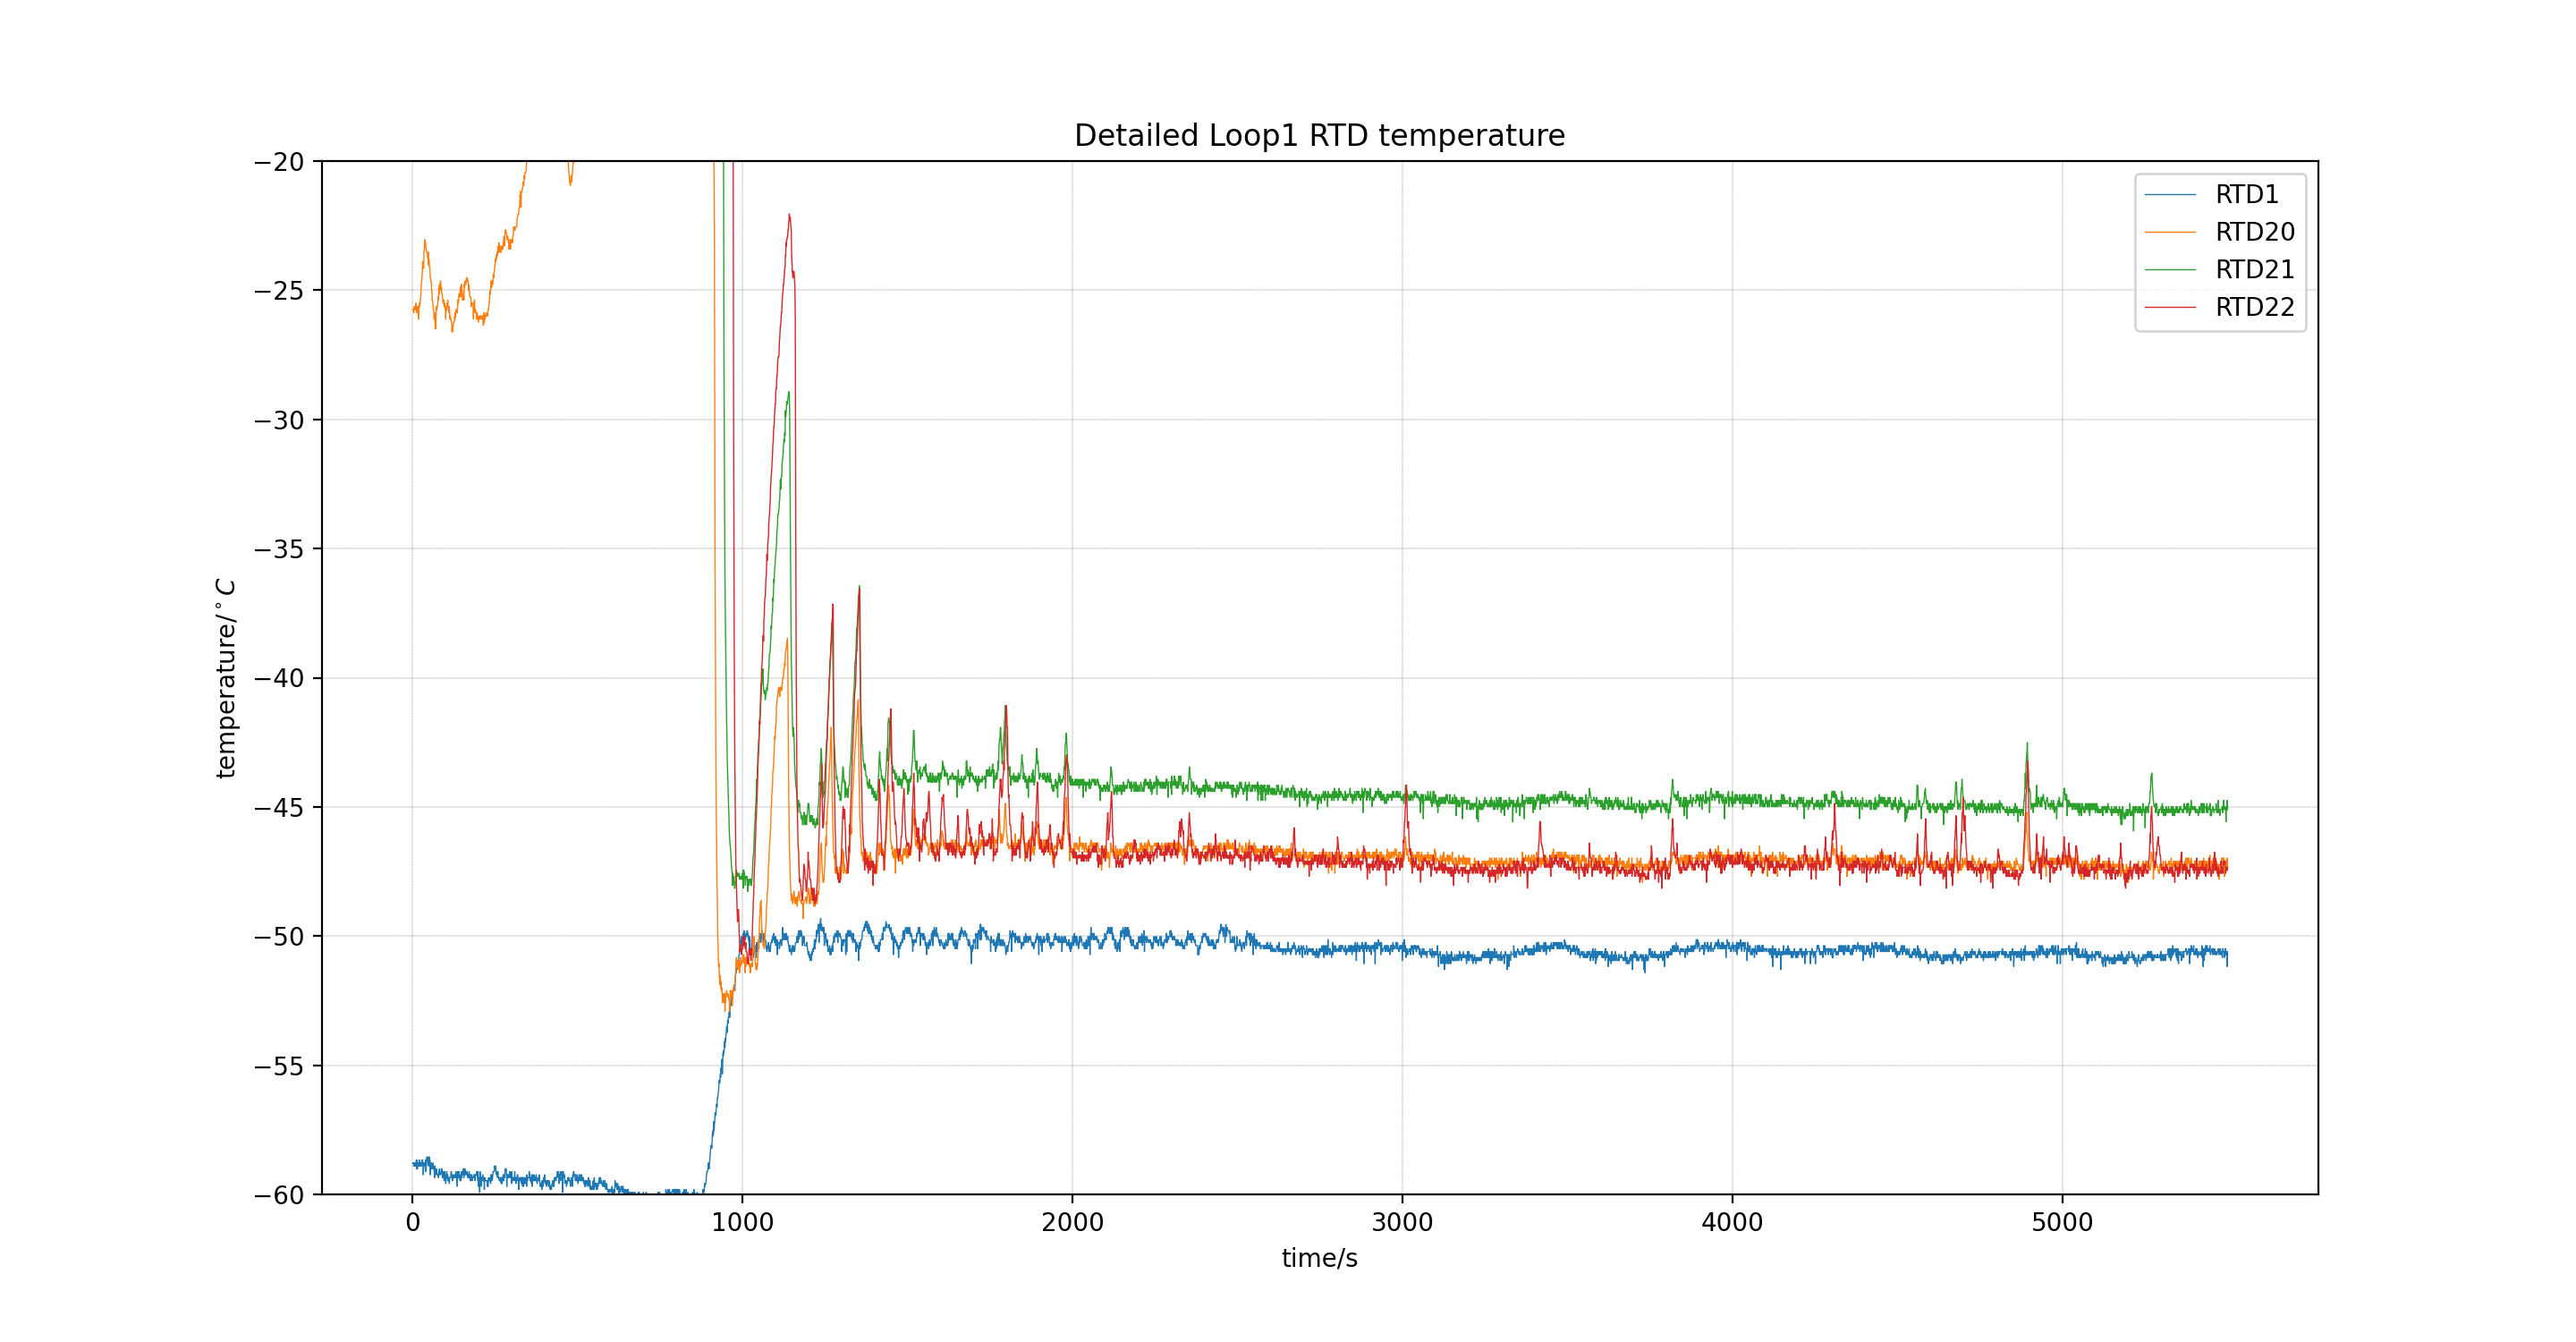 Detailed Loop1 RTD temperature
−20
−25
−30
−35
−40
−45
−50
−55
−60
temperature/°C
RTD1
RTD20
RTD21
RTD22
0 1000 2000 3000 4000 5000
time/s